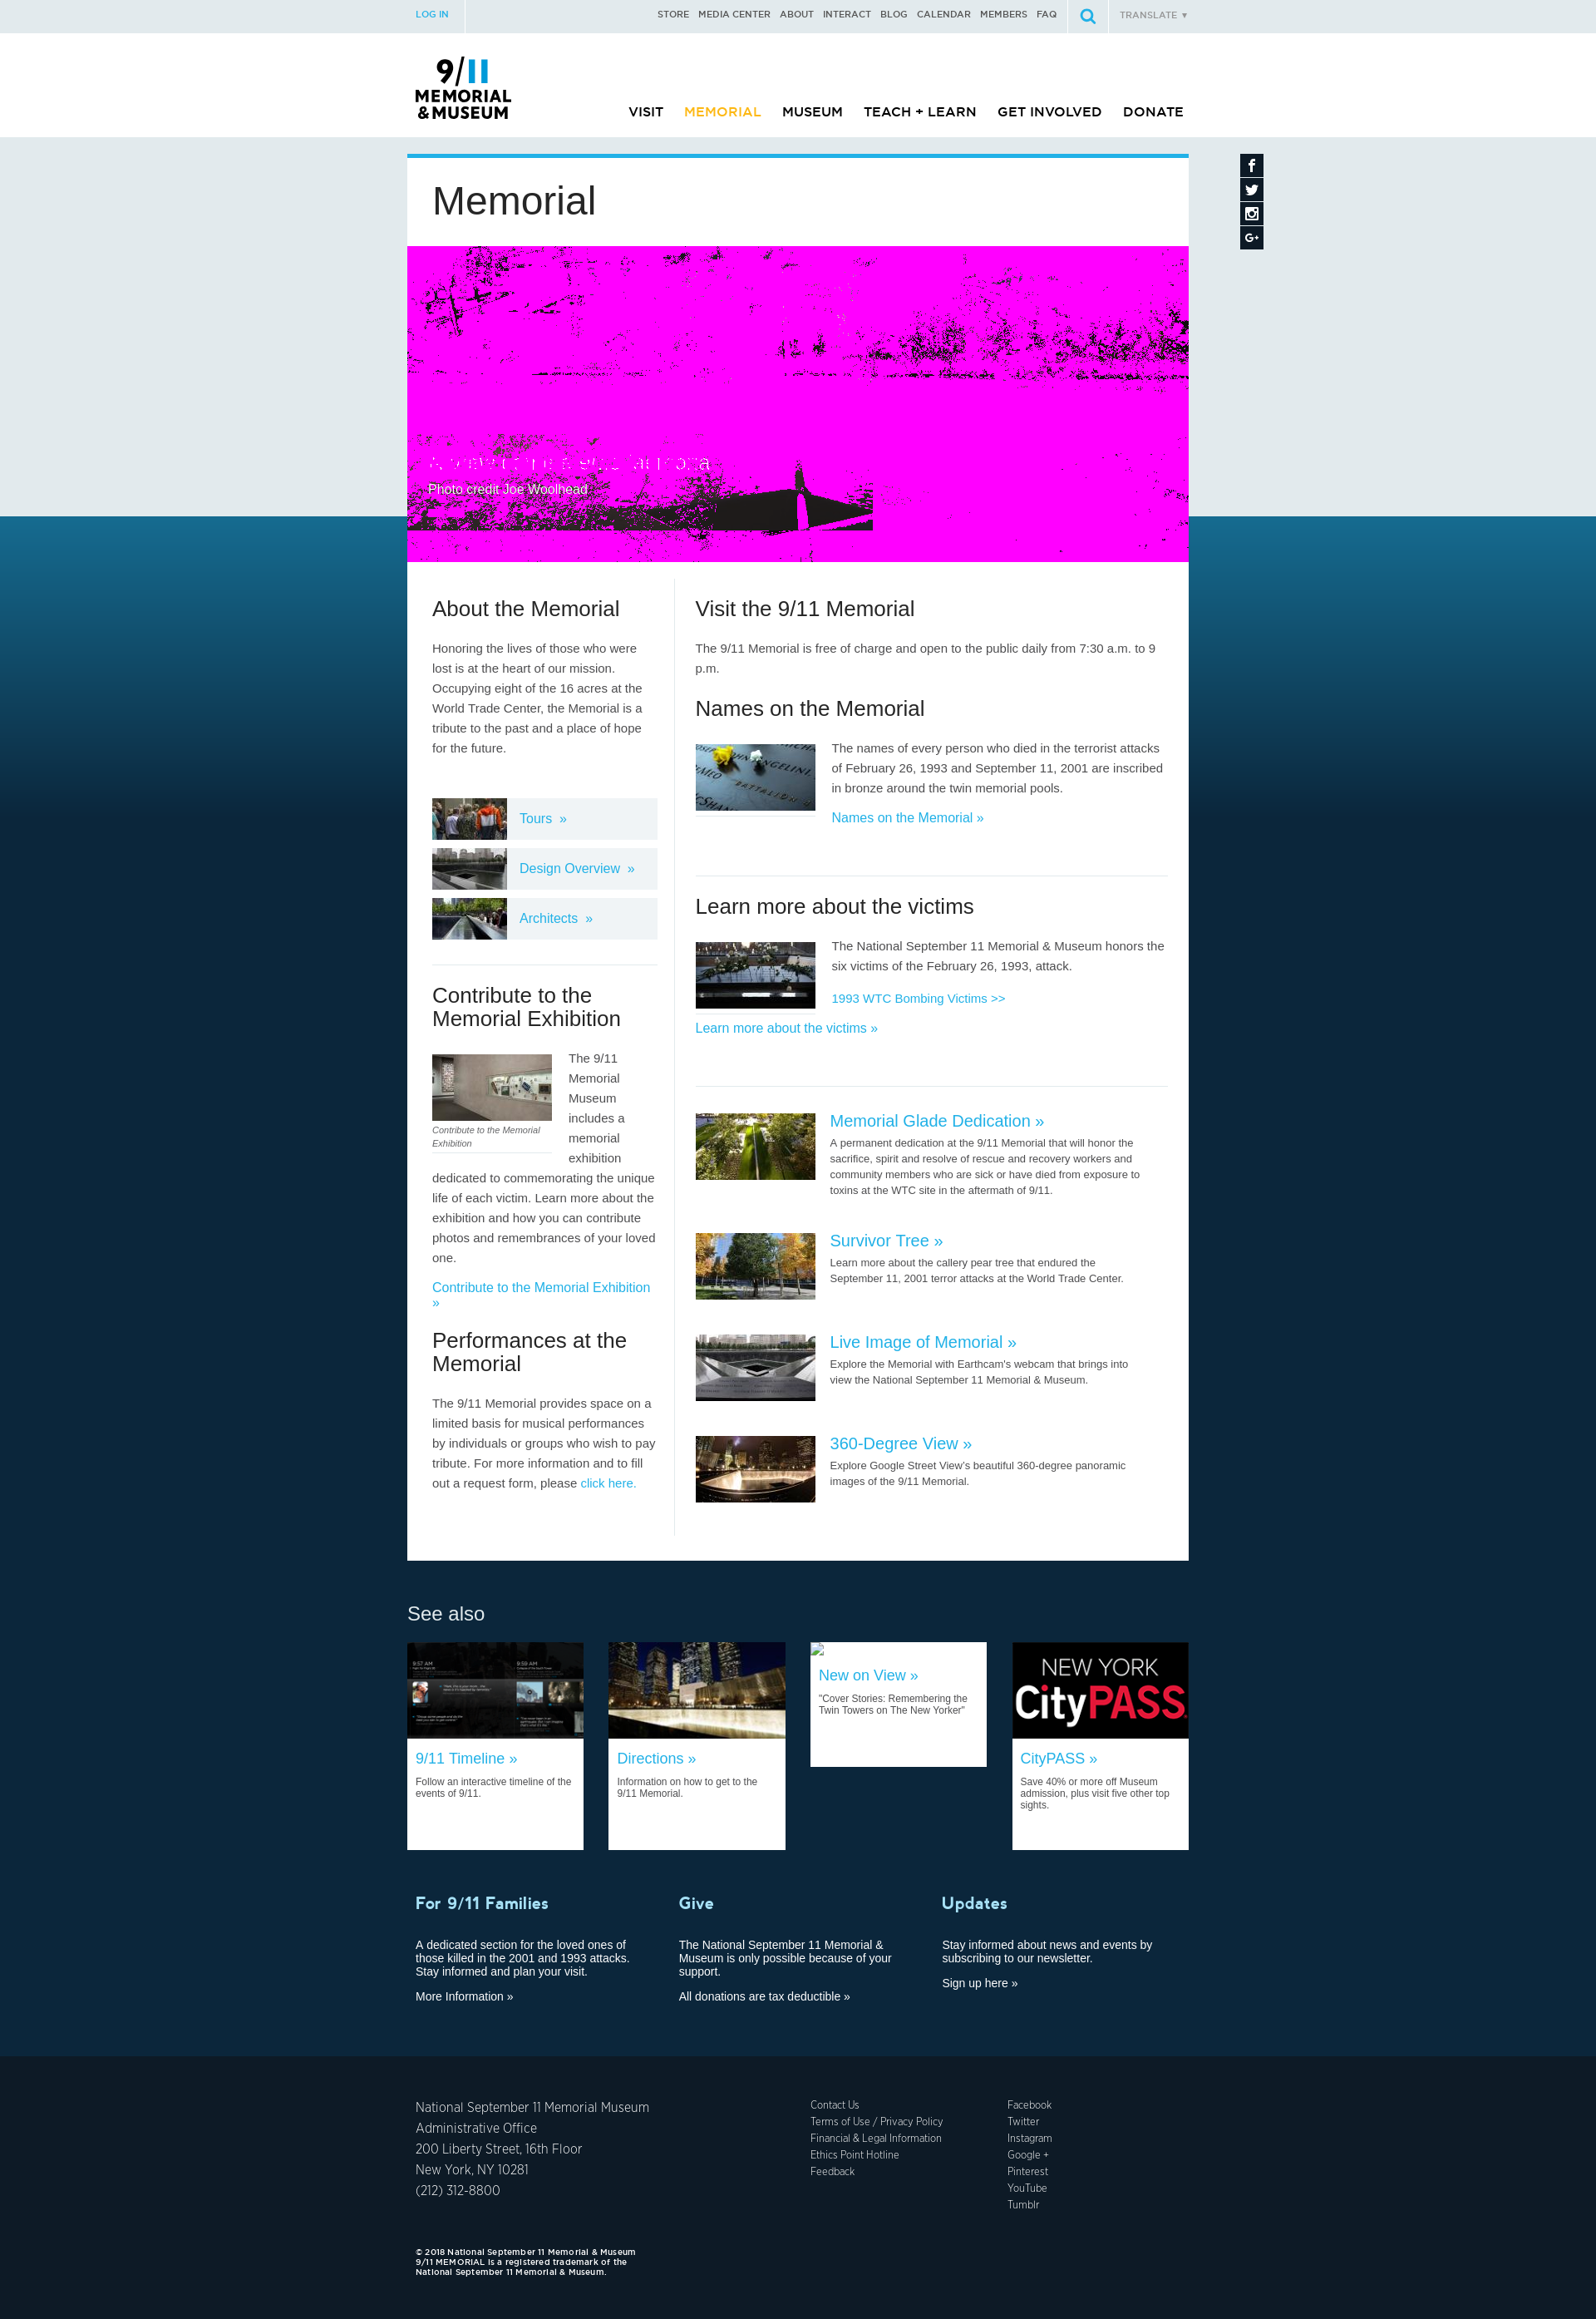 LOG IN
STORE MEDIA CENTER ABOUT INTERACT BLOG CALENDAR MEMBERS FAQ
TRANSLATE ▼
9/11
MEMORIAL
&MUSEUM
VISIT MEMORIAL MUSEUM TEACH + LEARN GET INVOLVED DONATE
Memorial
Photo credit Joe Woolhead
About the Memorial
Honoring the lives of those who were
lost is at the heart of our mission.
Occupying eight of the 16 acres at the
World Trade Center, the Memorial is a
tribute to the past and a place of hope
for the future.
Tours »
Design Overview »
Architects »
Contribute to the
Memorial Exhibition
The 9/11
Memorial
Museum
includes a
memorial
exhibition
Contribute to the Memorial
Exhibition
dedicated to commemorating the unique
life of each victim. Learn more about the
exhibition and how you can contribute
photos and remembrances of your loved
one.
Contribute to the Memorial Exhibition
»
Performances at the
Memorial
The 9/11 Memorial provides space on a
limited basis for musical performances
by individuals or groups who wish to pay
tribute. For more information and to fill
out a request form, please click here.
Visit the 9/11 Memorial
The 9/11 Memorial is free of charge and open to the public daily from 7:30 a.m. to 9
p.m.
Names on the Memorial
The names of every person who died in the terrorist attacks
of February 26, 1993 and September 11, 2001 are inscribed
in bronze around the twin memorial pools.
Names on the Memorial »
Learn more about the victims
The National September 11 Memorial & Museum honors the
six victims of the February 26, 1993, attack.
1993 WTC Bombing Victims >>
Learn more about the victims »
Memorial Glade Dedication »
A permanent dedication at the 9/11 Memorial that will honor the
sacrifice, spirit and resolve of rescue and recovery workers and
community members who are sick or have died from exposure to
toxins at the WTC site in the aftermath of 9/11.
Survivor Tree »
Learn more about the callery pear tree that endured the
September 11, 2001 terror attacks at the World Trade Center.
Live Image of Memorial »
Explore the Memorial with Earthcam's webcam that brings into
view the National September 11 Memorial & Museum.
360-Degree View »
Explore Google Street View's beautiful 360-degree panoramic
images of the 9/11 Memorial.
See also
9:57 AM
9:59 AM
9/11 Timeline »
Follow an interactive timeline of the
events of 9/11.
Directions »
Information on how to get to the
9/11 Memorial.
New on View »
"Cover Stories: Remembering the
Twin Towers on The New Yorker"
NEW YORK
CityPASS
CityPASS »
Save 40% or more off Museum
admission, plus visit five other top
sights.
For 9/11 Families
A dedicated section for the loved ones of
those killed in the 2001 and 1993 attacks.
Stay informed and plan your visit.
More Information »
Give
The National September 11 Memorial &
Museum is only possible because of your
support.
All donations are tax deductible »
Updates
Stay informed about news and events by
subscribing to our newsletter.
Sign up here »
National September 11 Memorial Museum
Administrative Office
200 Liberty Street, 16th Floor
New York, NY 10281
(212) 312-8800
Contact Us
Terms of Use / Privacy Policy
Financial & Legal Information
Ethics Point Hotline
Feedback
Facebook
Twitter
Instagram
Google +
Pinterest
YouTube
Tumblr
© 2018 National September 11 Memorial & Museum
9/11 MEMORIAL is a registered trademark of the
National September 11 Memorial & Museum.